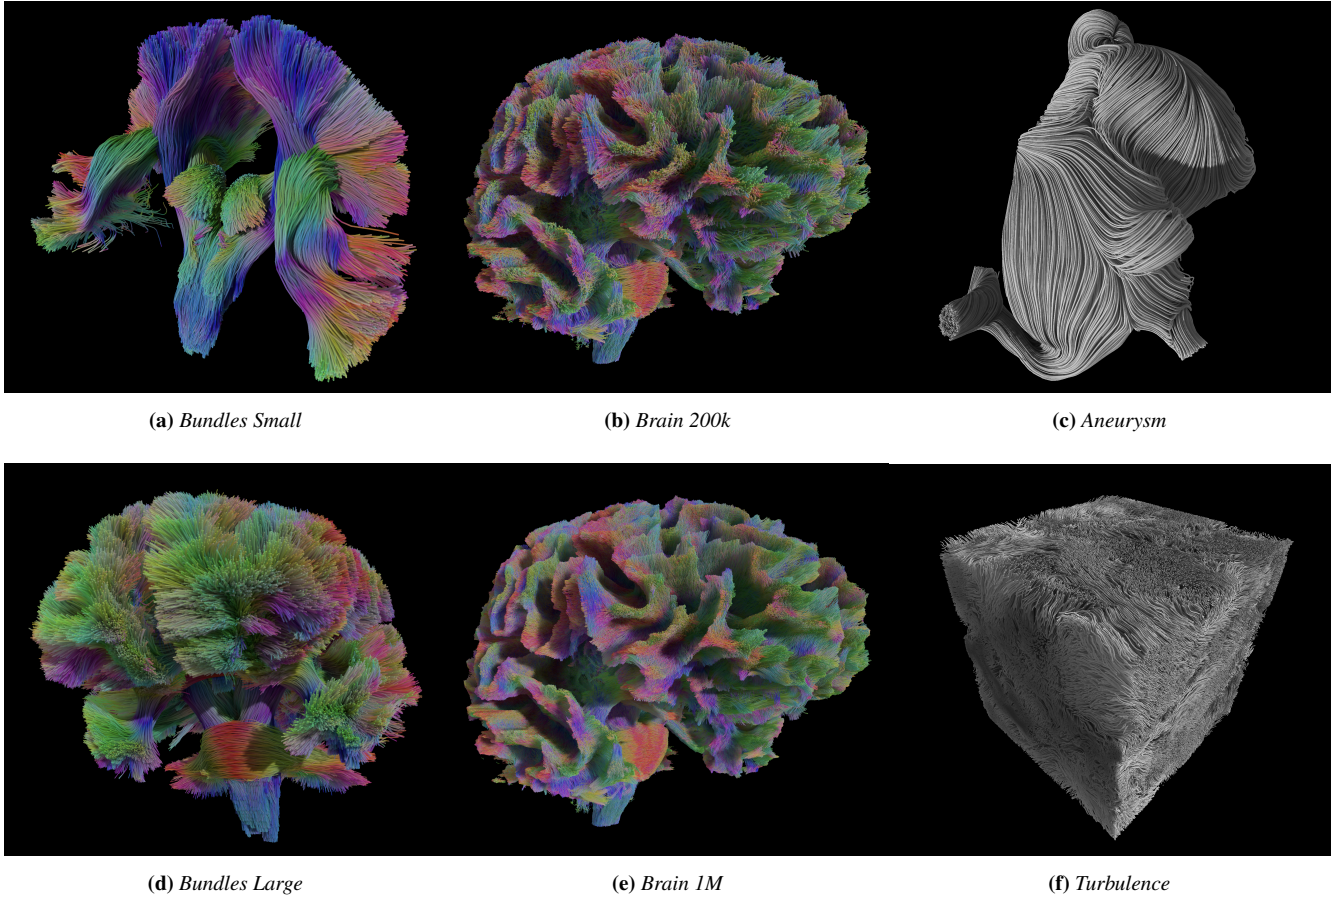 (a) Bundles Small
(b) Brain 200k
(c) Aneurysm
(d) Bundles Large
(e) Brain 1M
(f) Turbulence